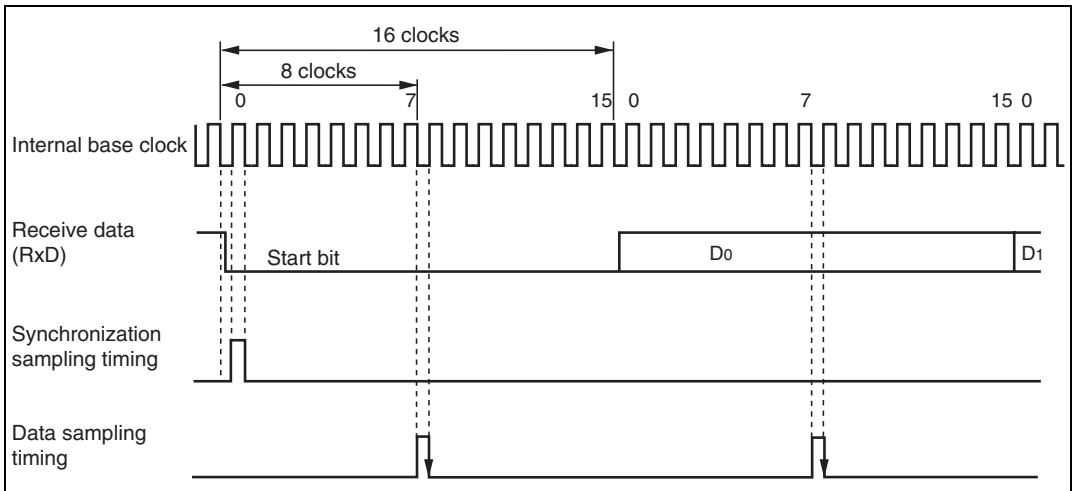 16 clocks
8 clocks
0 7 15 0 7 15 0
Internal base clock
Receive data
(RxD)
Start bit
D0
D1
Synchronization
sampling timing
Data sampling
timing